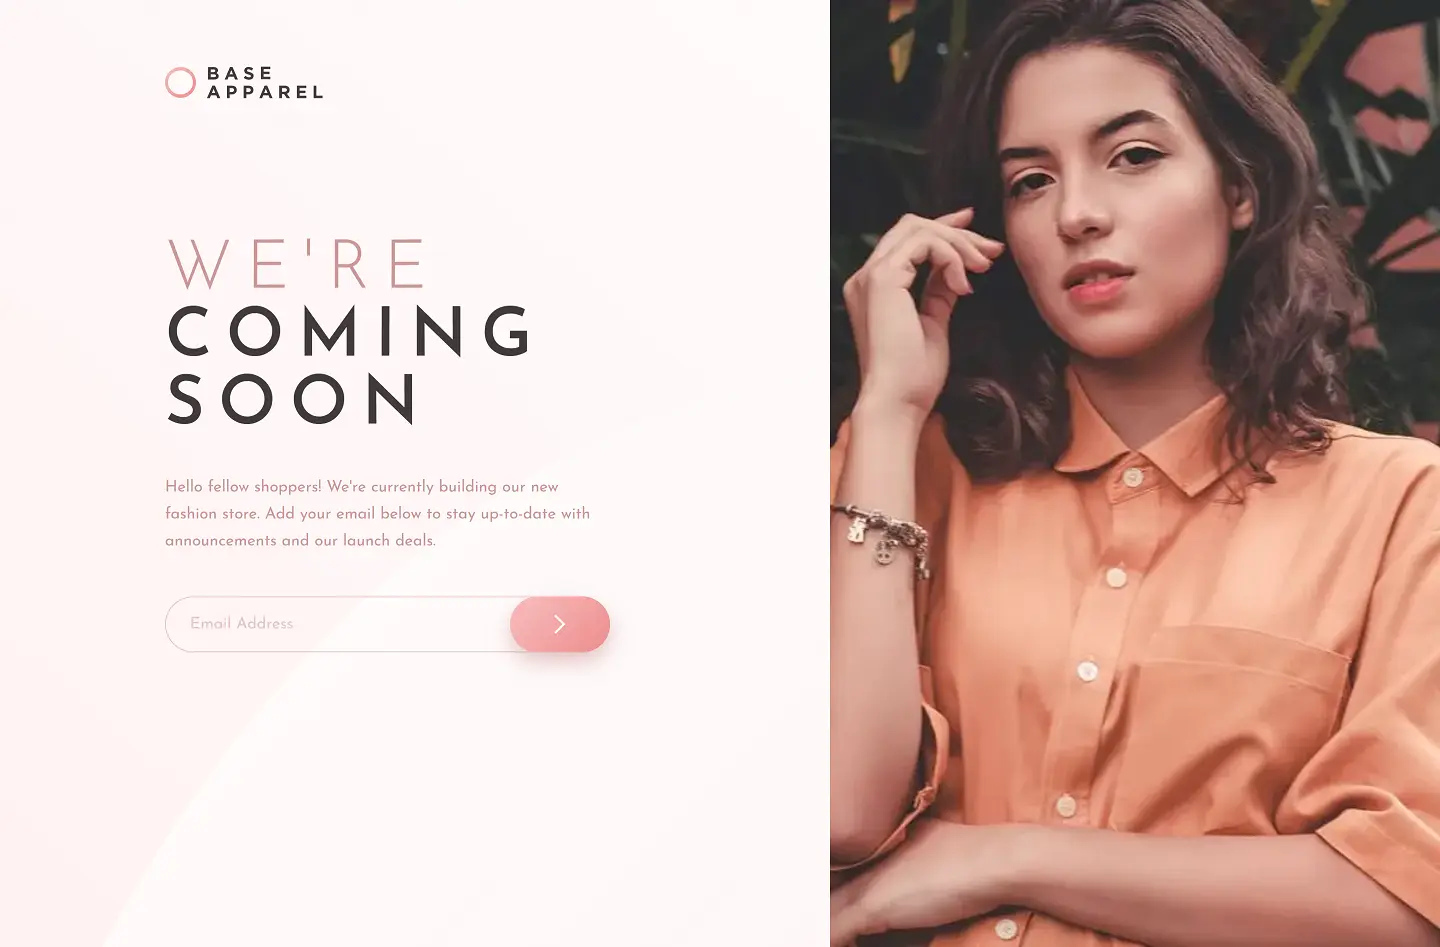 BASE
APPAREL
WE'RE
COMING
SOON
Hello fellow shoppers! We're currently building our new
fashion store. Add your email below to stay up-to-date with
announcements and our launch deals.
Email Address